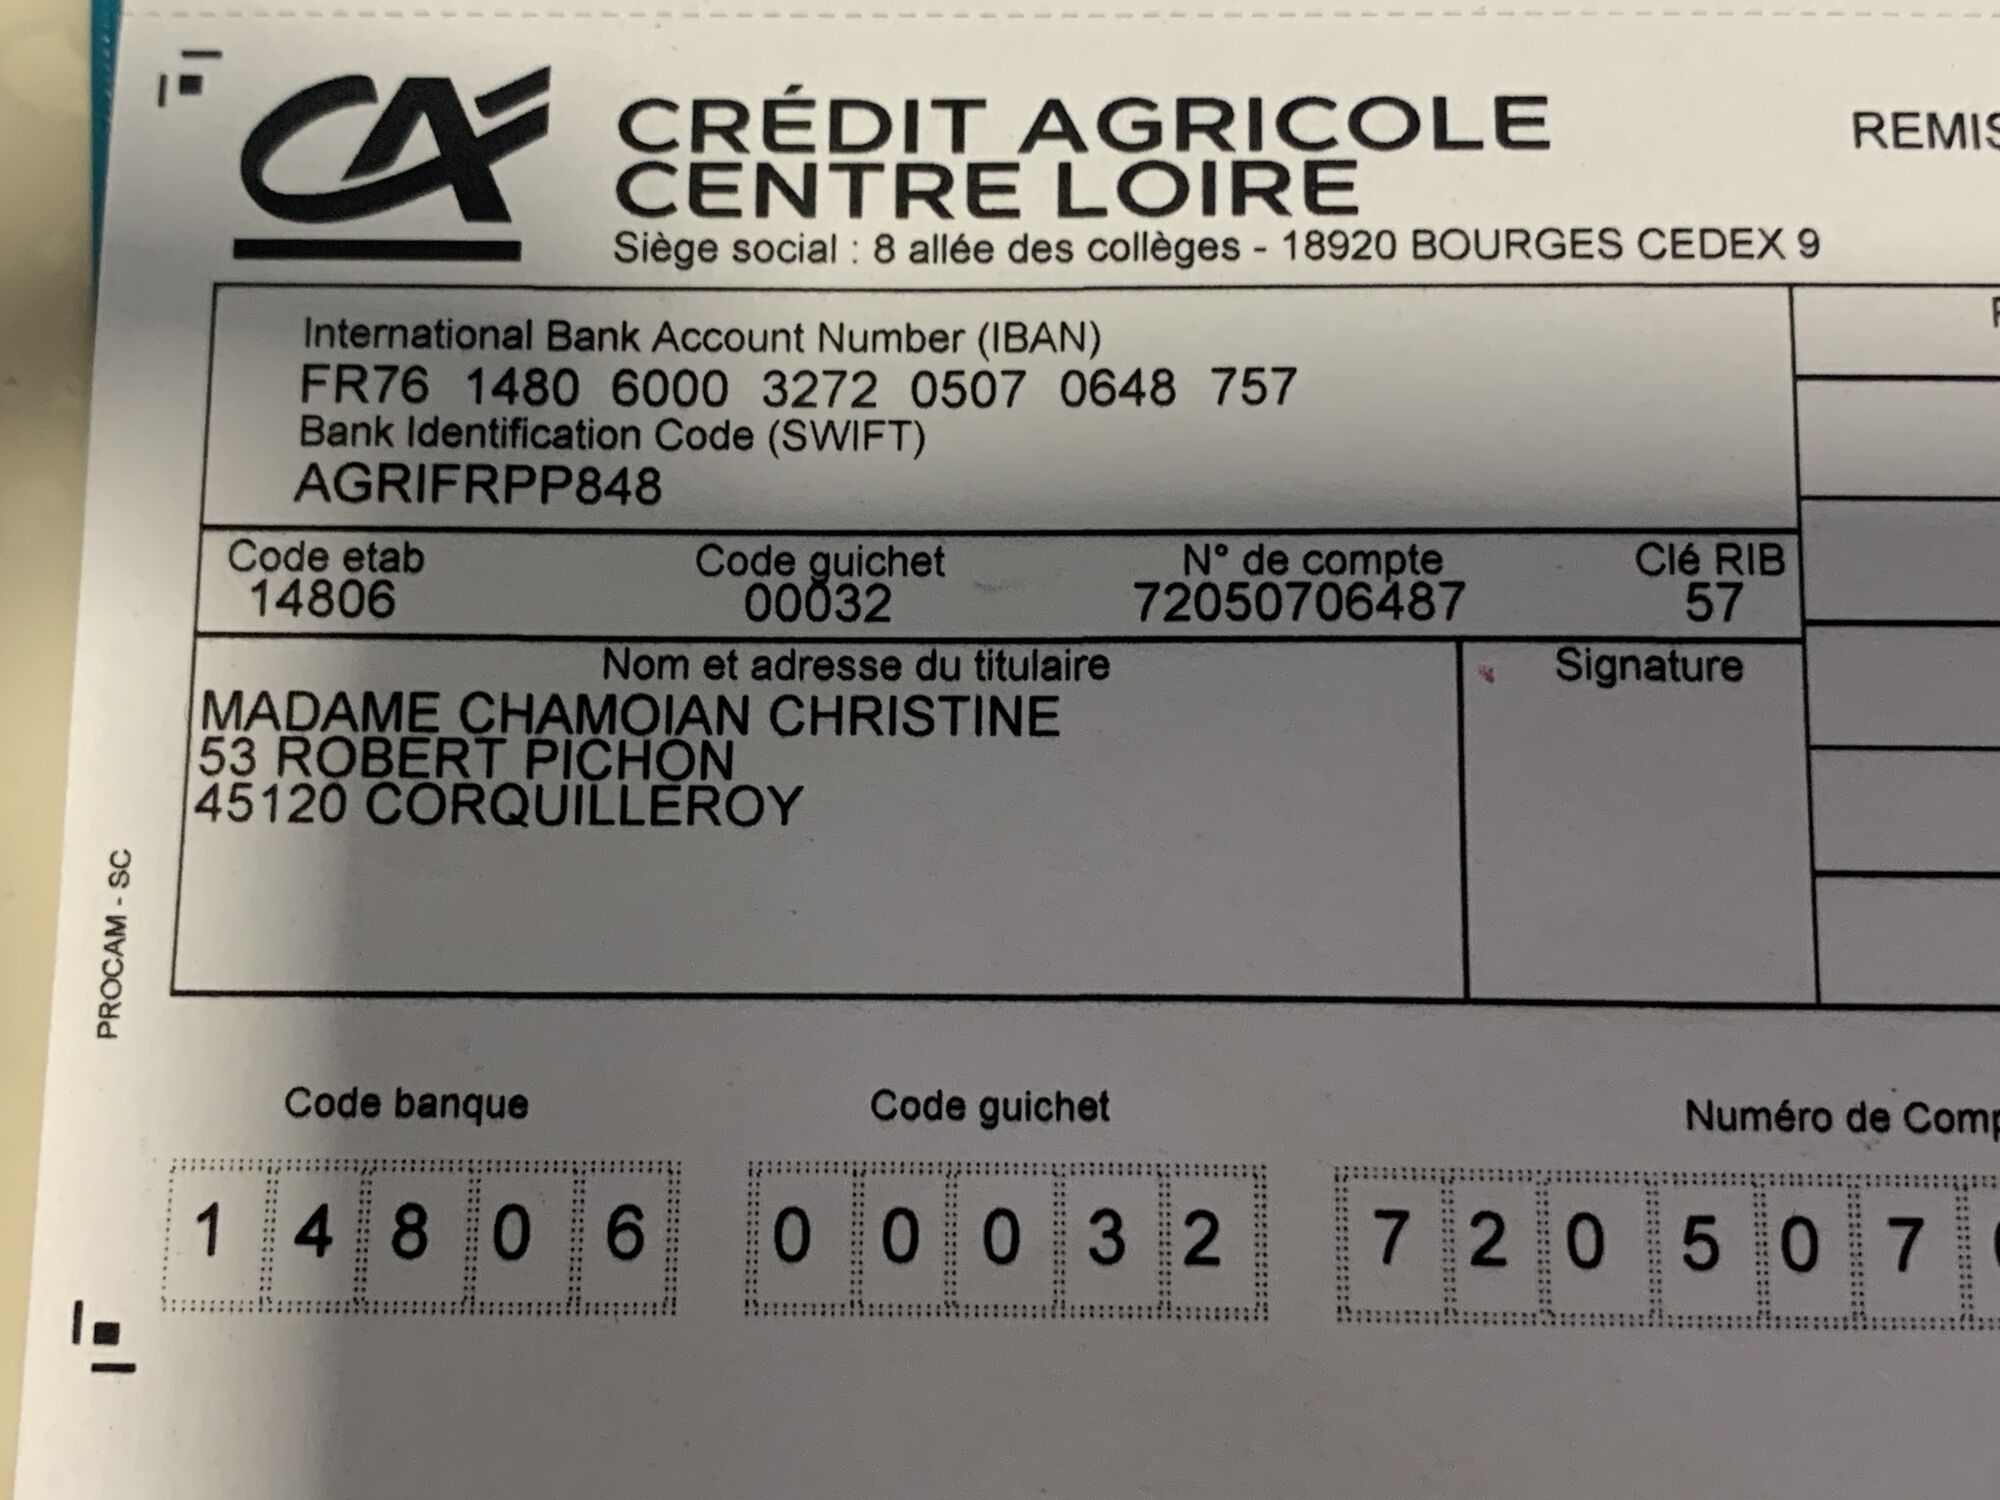 CA
CRÉDIT AGRICOLE
CENTRE LOIRE
Siège social : 8 allée des collèges - 18920 BOURGES CEDEX 9
REMIS
International Bank Account Number (IBAN)
FR76 1480 6000 3272 0507 0648 757
Bank Identification Code (SWIFT)
AGRIFRPP848
Code etab Code guichet N° de compte Clé RIB
14806 00032 72050706487 57
Nom et adresse du titulaire Signature
MADAME CHAMOIAN CHRISTINE
53 ROBERT PICHON
45120 CORQUILLEROY
PROCAM - SC
Code banque Code guichet Numéro de Comp
1 4 8 0 6 0 0 0 3 2 7 2 0 5 0 7